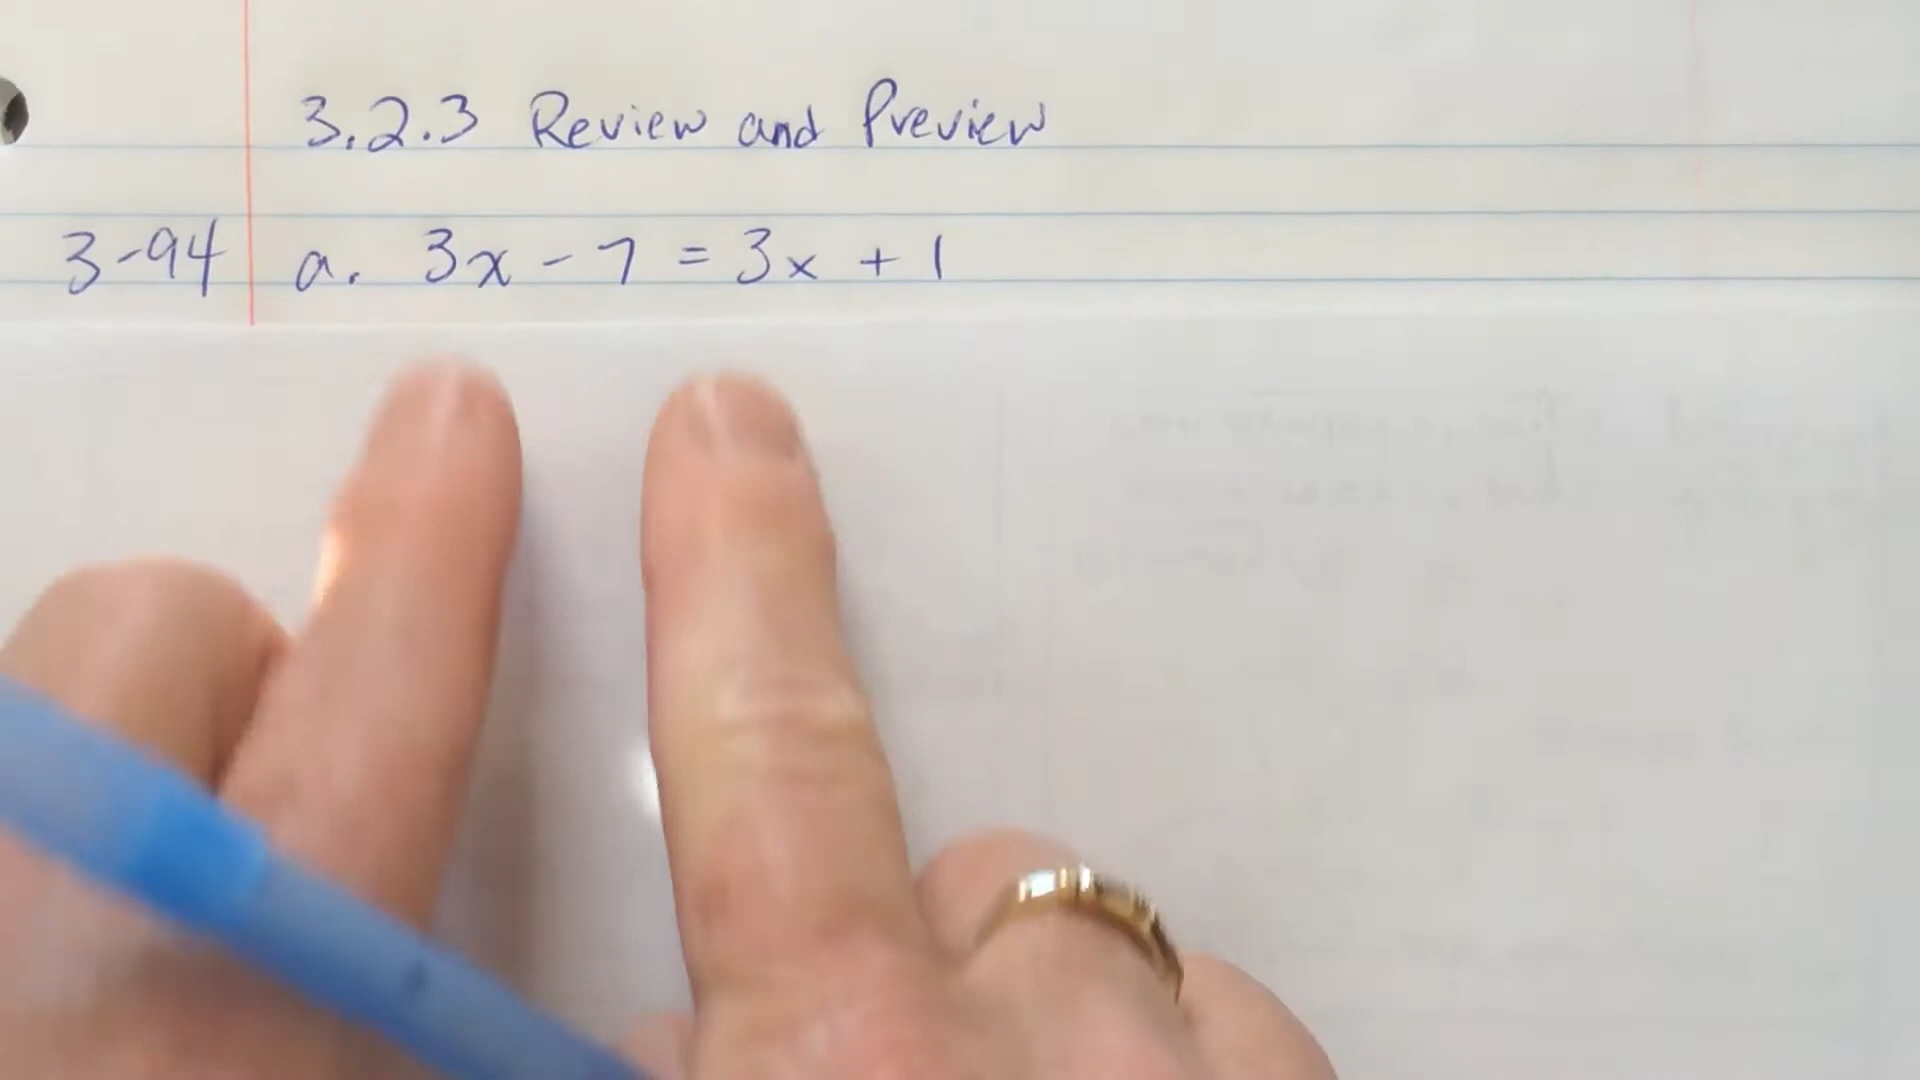 3.2.3 Review and Preview
3-94 a. 3x - 7 = 3x + 1